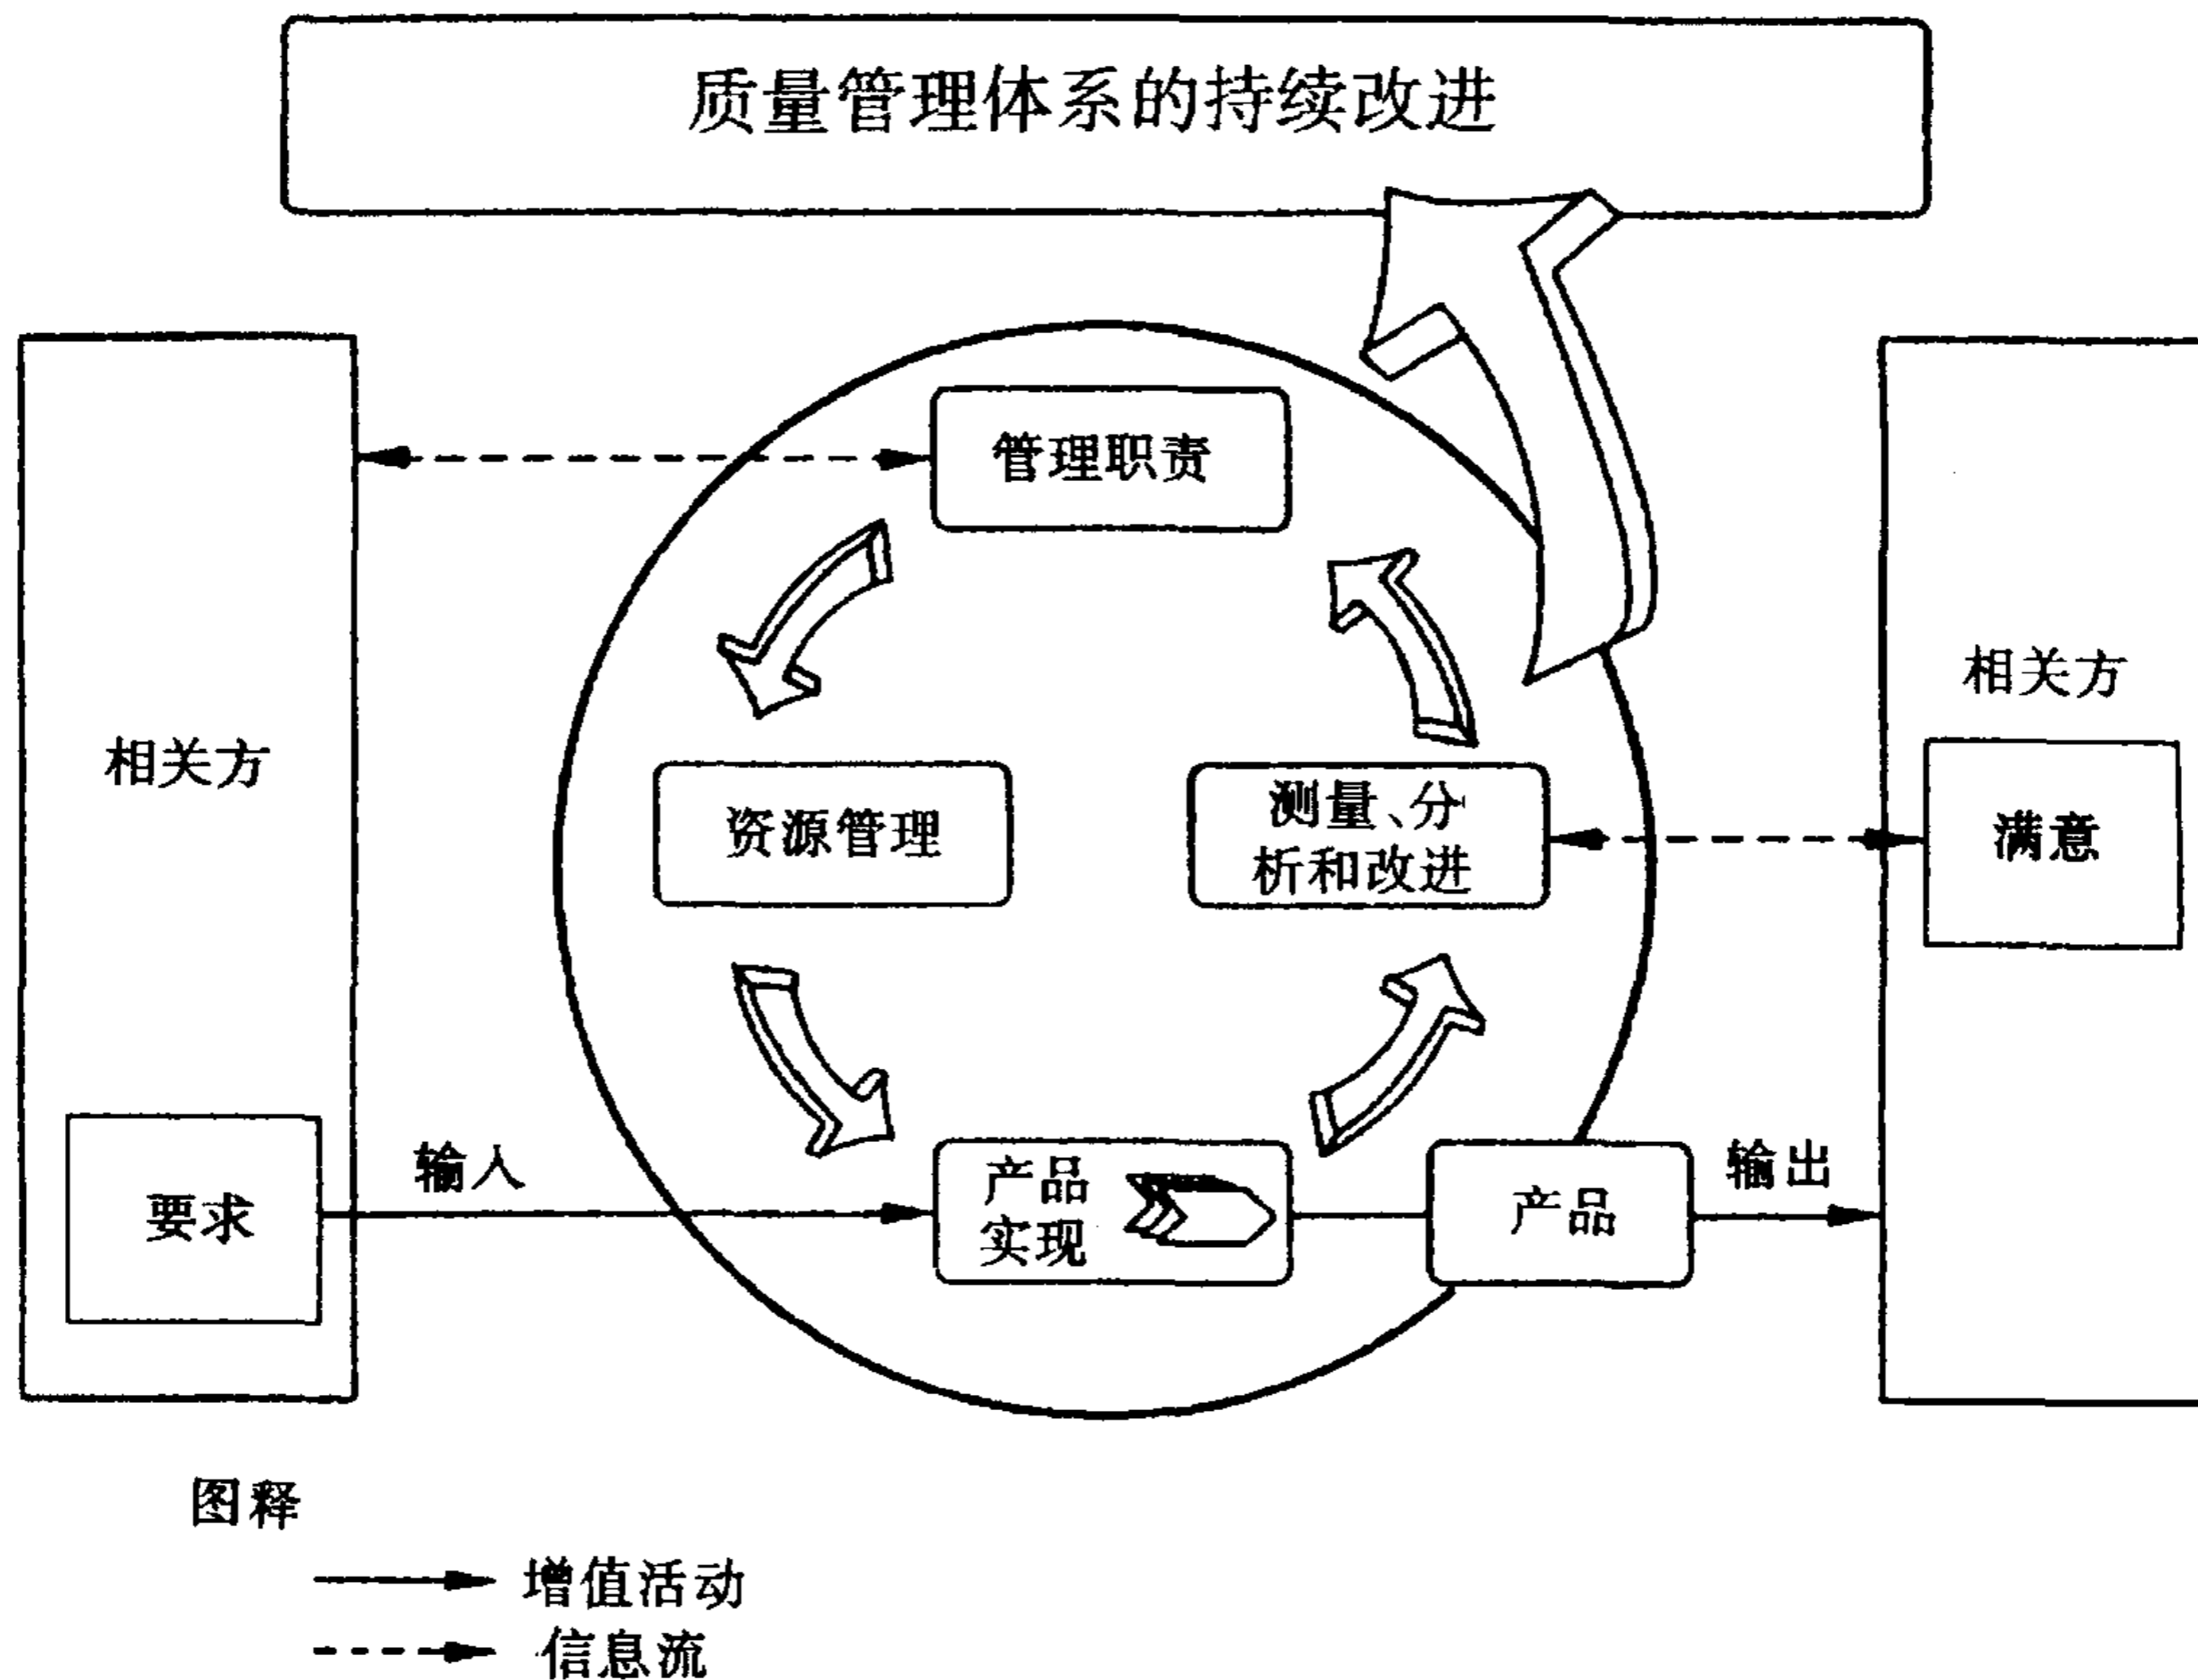 质量管理体系的持续改进
管理职责
相关方
相关方
资源管理
测量、分
析和改进
满意
要求
输入
产品
实现
产品
输出
图释
增值活动
信息流